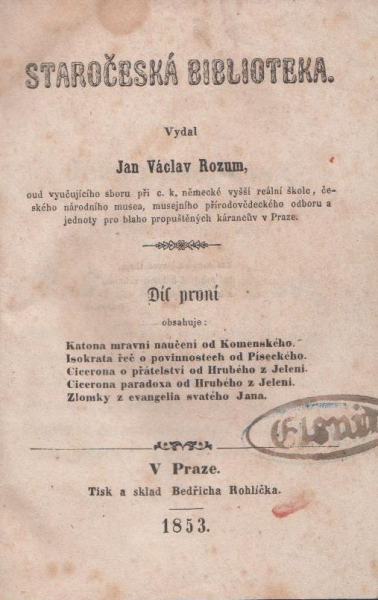 STAROČESKÁ BIBLIOTEKA.
Vydal
Jan Václav Rozum,
oud vyučujícího sboru při c. k. německé vyšší reální škole, če-
ského národního musea, musejního přírodovědeckého odboru a
jednoty pro blaho propuštěných káranců v Praze.
Díl první
obsahuje:
Katona mravní naučení od Komenského.
Isokrata řeč o povinnostech od Píseckého.
Cicerona o přátelství od Hrubého z Jelení.
Cicerona paradoxa od Hrubého z Jelení.
Zlomky z evangelia svatého Jana.
V Praze.
Tisk a sklad Bedřicha Rohlíčka.
1853.